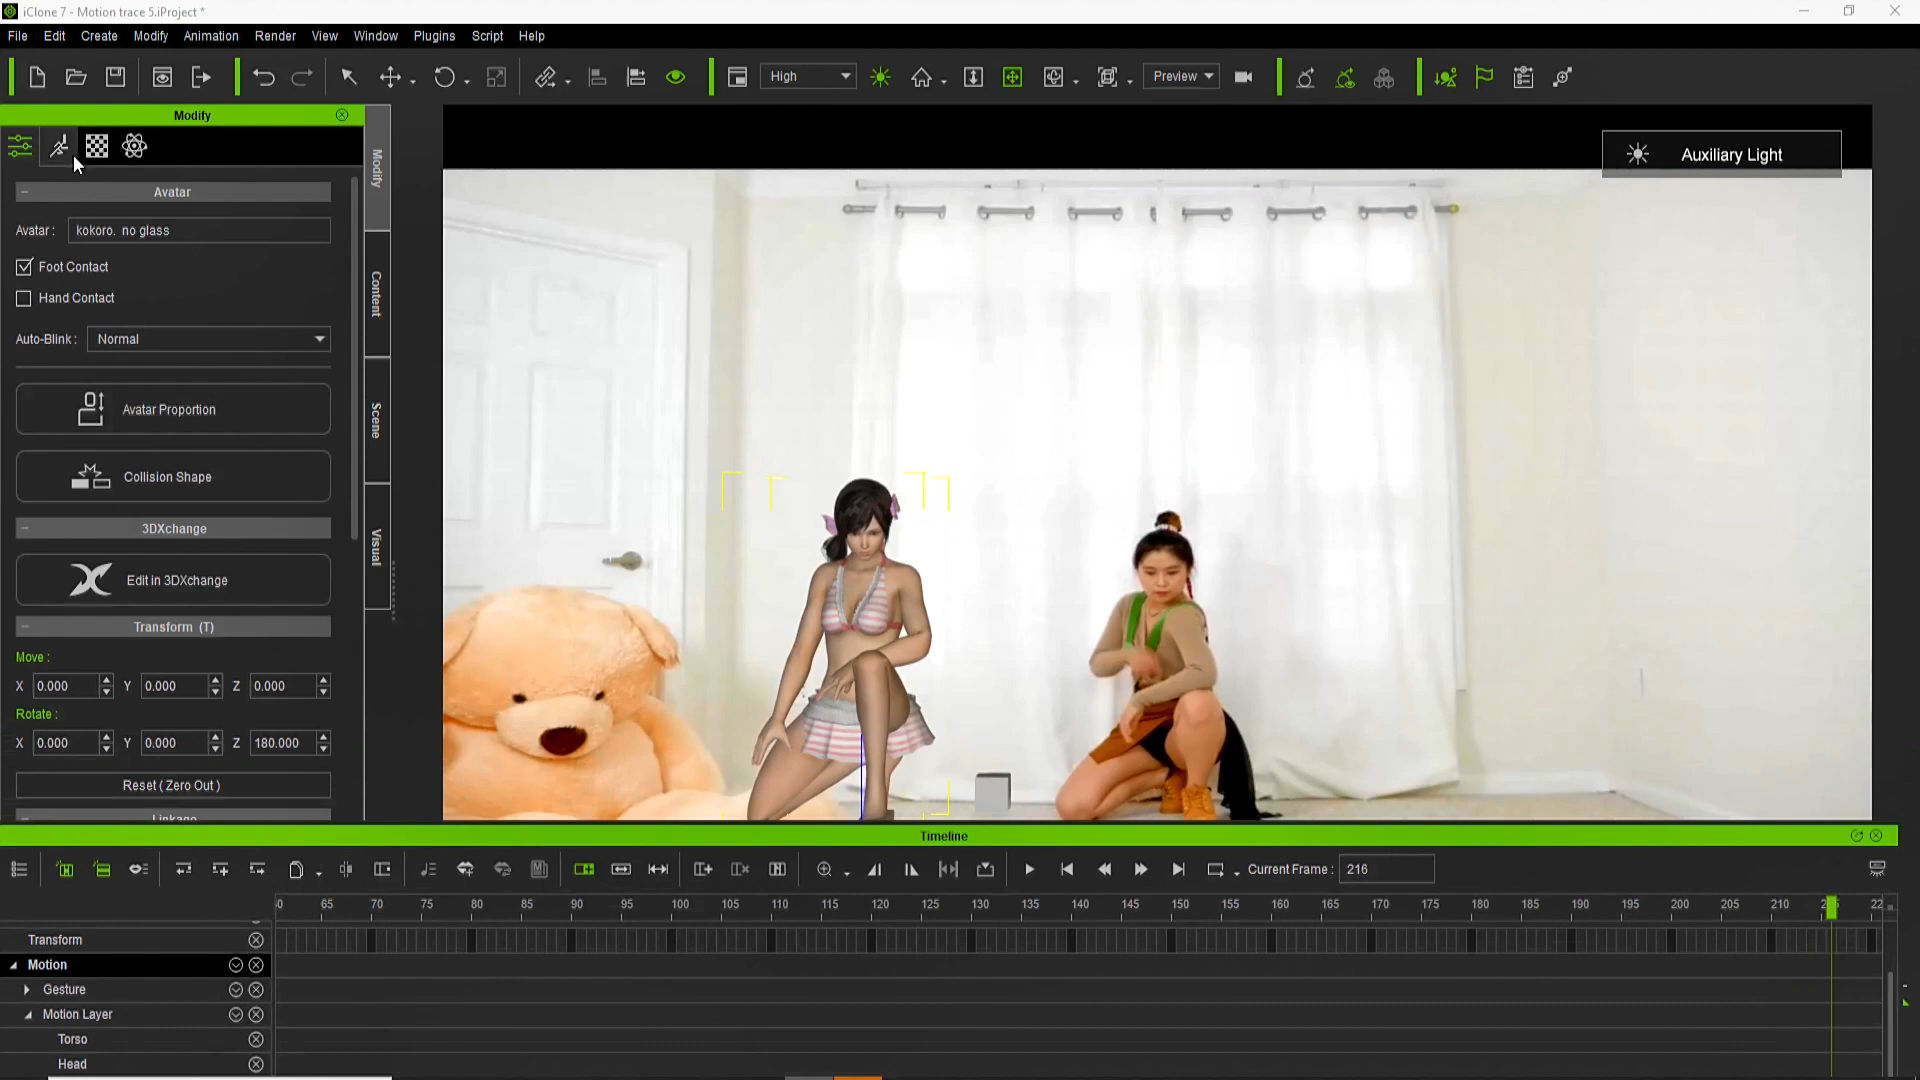 iClone 7 - Motion trace 5.iProject *
File Edit Create Modify Animation Render View Window Plugins Script Help
High
Preview
Modify
Auxiliary Light
Avatar
Avatar : kokoro. no glass
Foot Contact
Hand Contact
Auto-Blink : Normal
Avatar Proportion
Collision Shape
3DXchange
Edit in 3DXchange
Transform (T)
Move :
X 0.000 Y 0.000 Z 0.000
Rotate :
X 0.000 Y 0.000 Z 180.000
Reset ( Zero Out )
Linkage
Modify
Content
Scene
Visual
Timeline
Current Frame : 216
65 70 75 80 85 90 95 100 105 110 115 120 125 130 135 140 145 150 155 160 165 170 175 180 185 190 195 200 205 210
Transform
Motion
Gesture
Motion Layer
Torso
Head